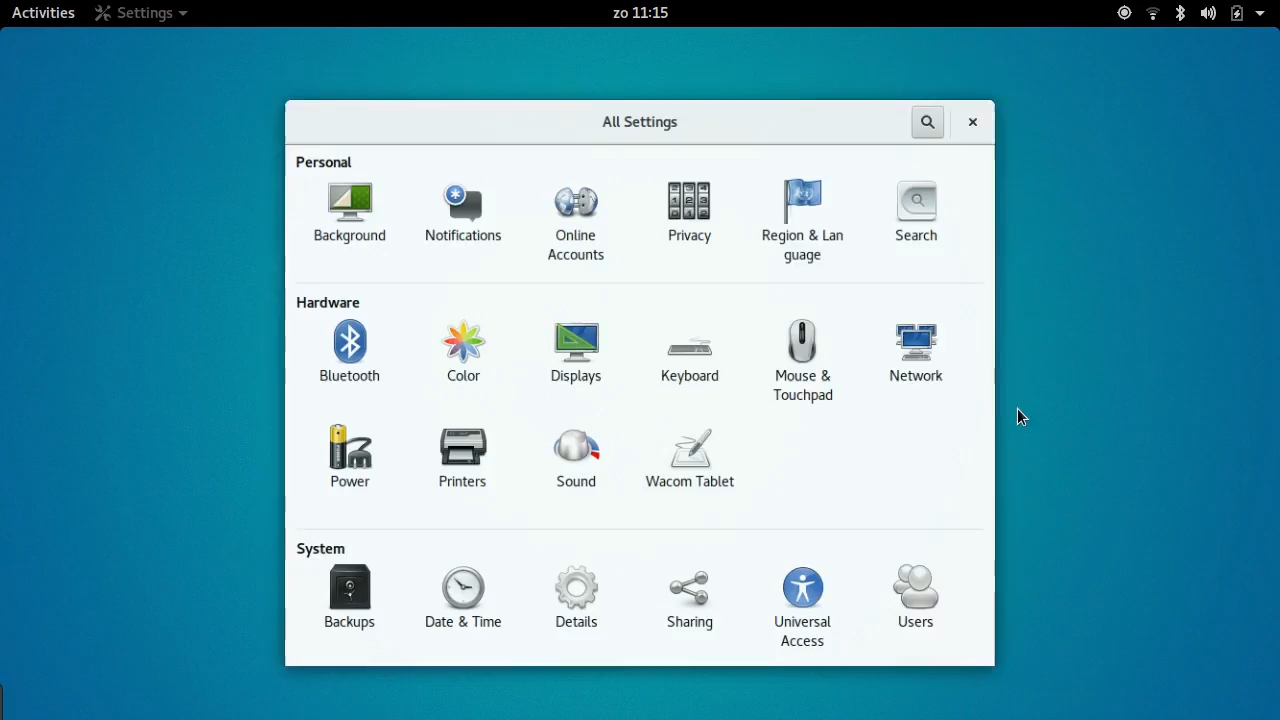 Activities Settings zo 11:15
All Settings
Personal
Background Notifications Online Accounts Privacy Region & Lan guage Search
Hardware
Bluetooth Color Displays Keyboard Mouse & Touchpad Network
Power Printers Sound Wacom Tablet
System
Backups Date & Time Details Sharing Universal Access Users